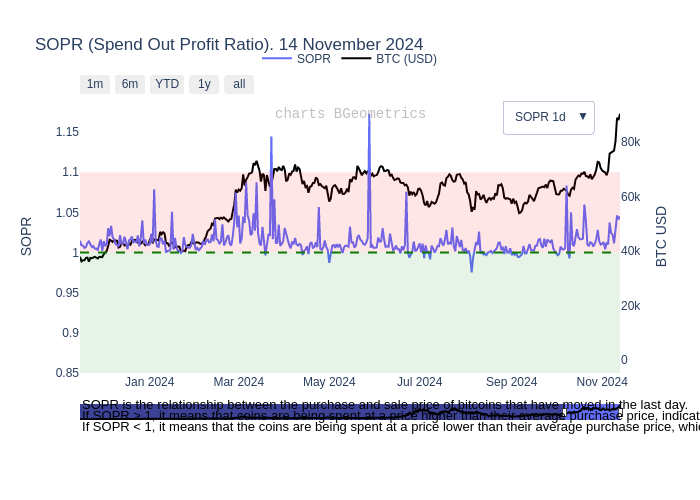 SOPR (Spend Out Profit Ratio). 14 November 2024
SOPR BTC (USD)
1m 6m YTD 1y all
charts BGeometrics
SOPR 1d ▼
1.15
1.1
1.05
1
0.95
0.9
0.85
SOPR
80k
60k
40k
20k
0
BTC USD
Jan 2024 Mar 2024 May 2024 Jul 2024 Sep 2024 Nov 2024
SOPR is the relationship between the purchase and sale price of bitcoins that have moved in the last day.
If SOPR > 1, it means that coins are being spent at a price higher than their average purchase price, indicat
If SOPR < 1, it means that the coins are being spent at a price lower than their average purchase price, whic